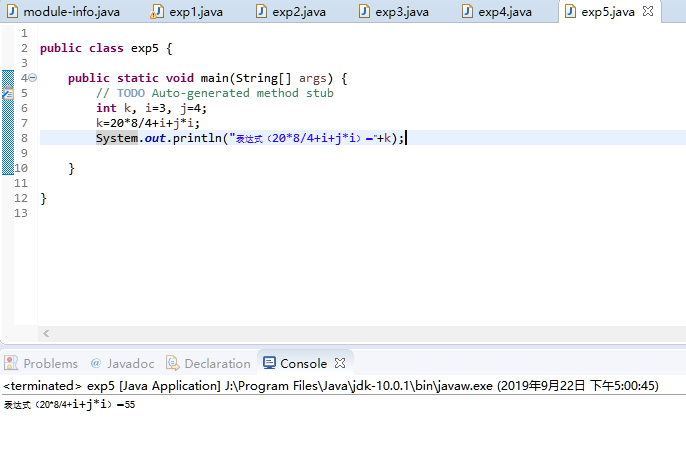 module-info.java exp1.java exp2.java exp3.java exp4.java exp5.java
1
2 public class exp5 {
3
4 public static void main(String[] args) {
5 // TODO Auto-generated method stub
6 int k, i=3, j=4;
7 k=20*8/4+i+j*i;
8 System.out.println("表达式（20*8/4+i+j*i）="+k);
9
10 }
11
12 }
13
Problems @ Javadoc Declaration Console
<terminated> exp5 [Java Application] J:\Program Files\Java\jdk-10.0.1\bin\javaw.exe (2019年9月22日 下午5:00:45)
表达式（20*8/4+i+j*i）=55